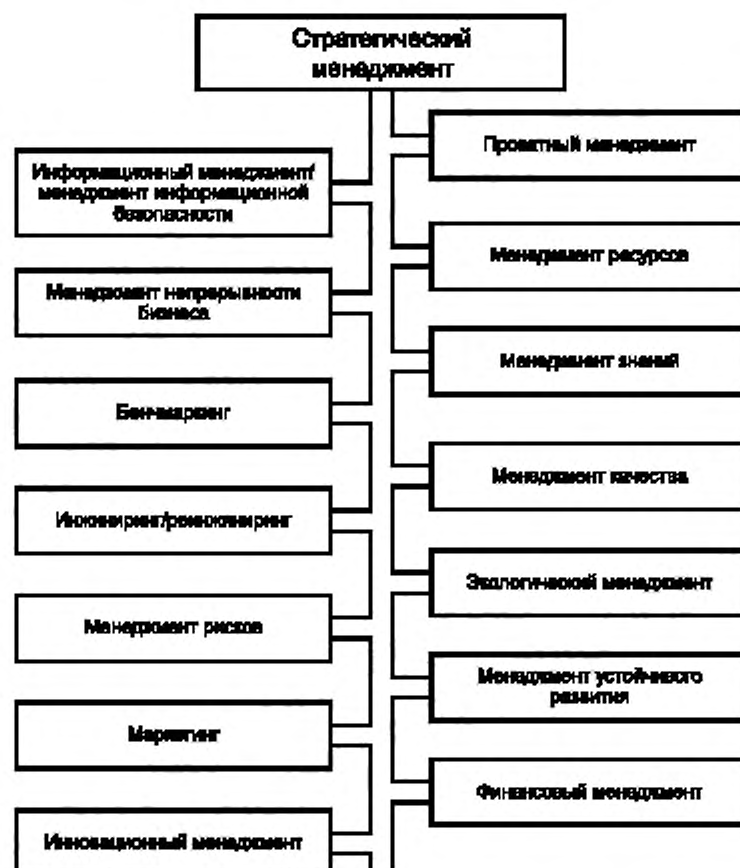 Стратегический
менеджмент
Информационный менеджмент/
менеджмент информационной
безопасности
Менеджмент непрерывности
бизнеса
Бенчмаркинг
Инжиниринг/реинжиниринг
Менеджмент рисков
Маркетинг
Инновационный менеджмент
Проектный менеджмент
Менеджмент ресурсов
Менеджмент знаний
Менеджмент качества
Экологический менеджмент
Менеджмент устойчивого
развития
Финансовый менеджмент